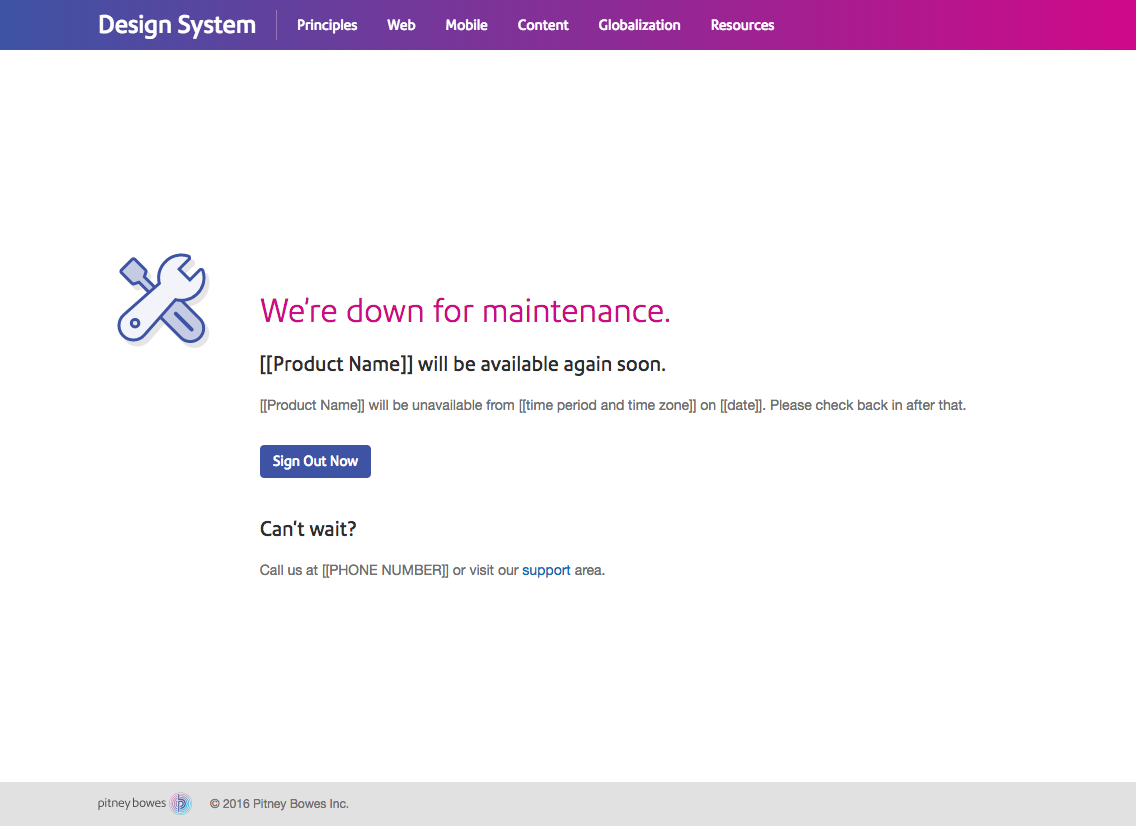 Design System Principles Web Mobile Content Globalization Resources
We're down for maintenance.
[[Product Name]] will be available again soon.
[[Product Name]] will be unavailable from [[time period and time zone]] on [[date]]. Please check back in after that.
Sign Out Now
Can't wait?
Call us at [[PHONE NUMBER]] or visit our support area.
pitney bowes © 2016 Pitney Bowes Inc.